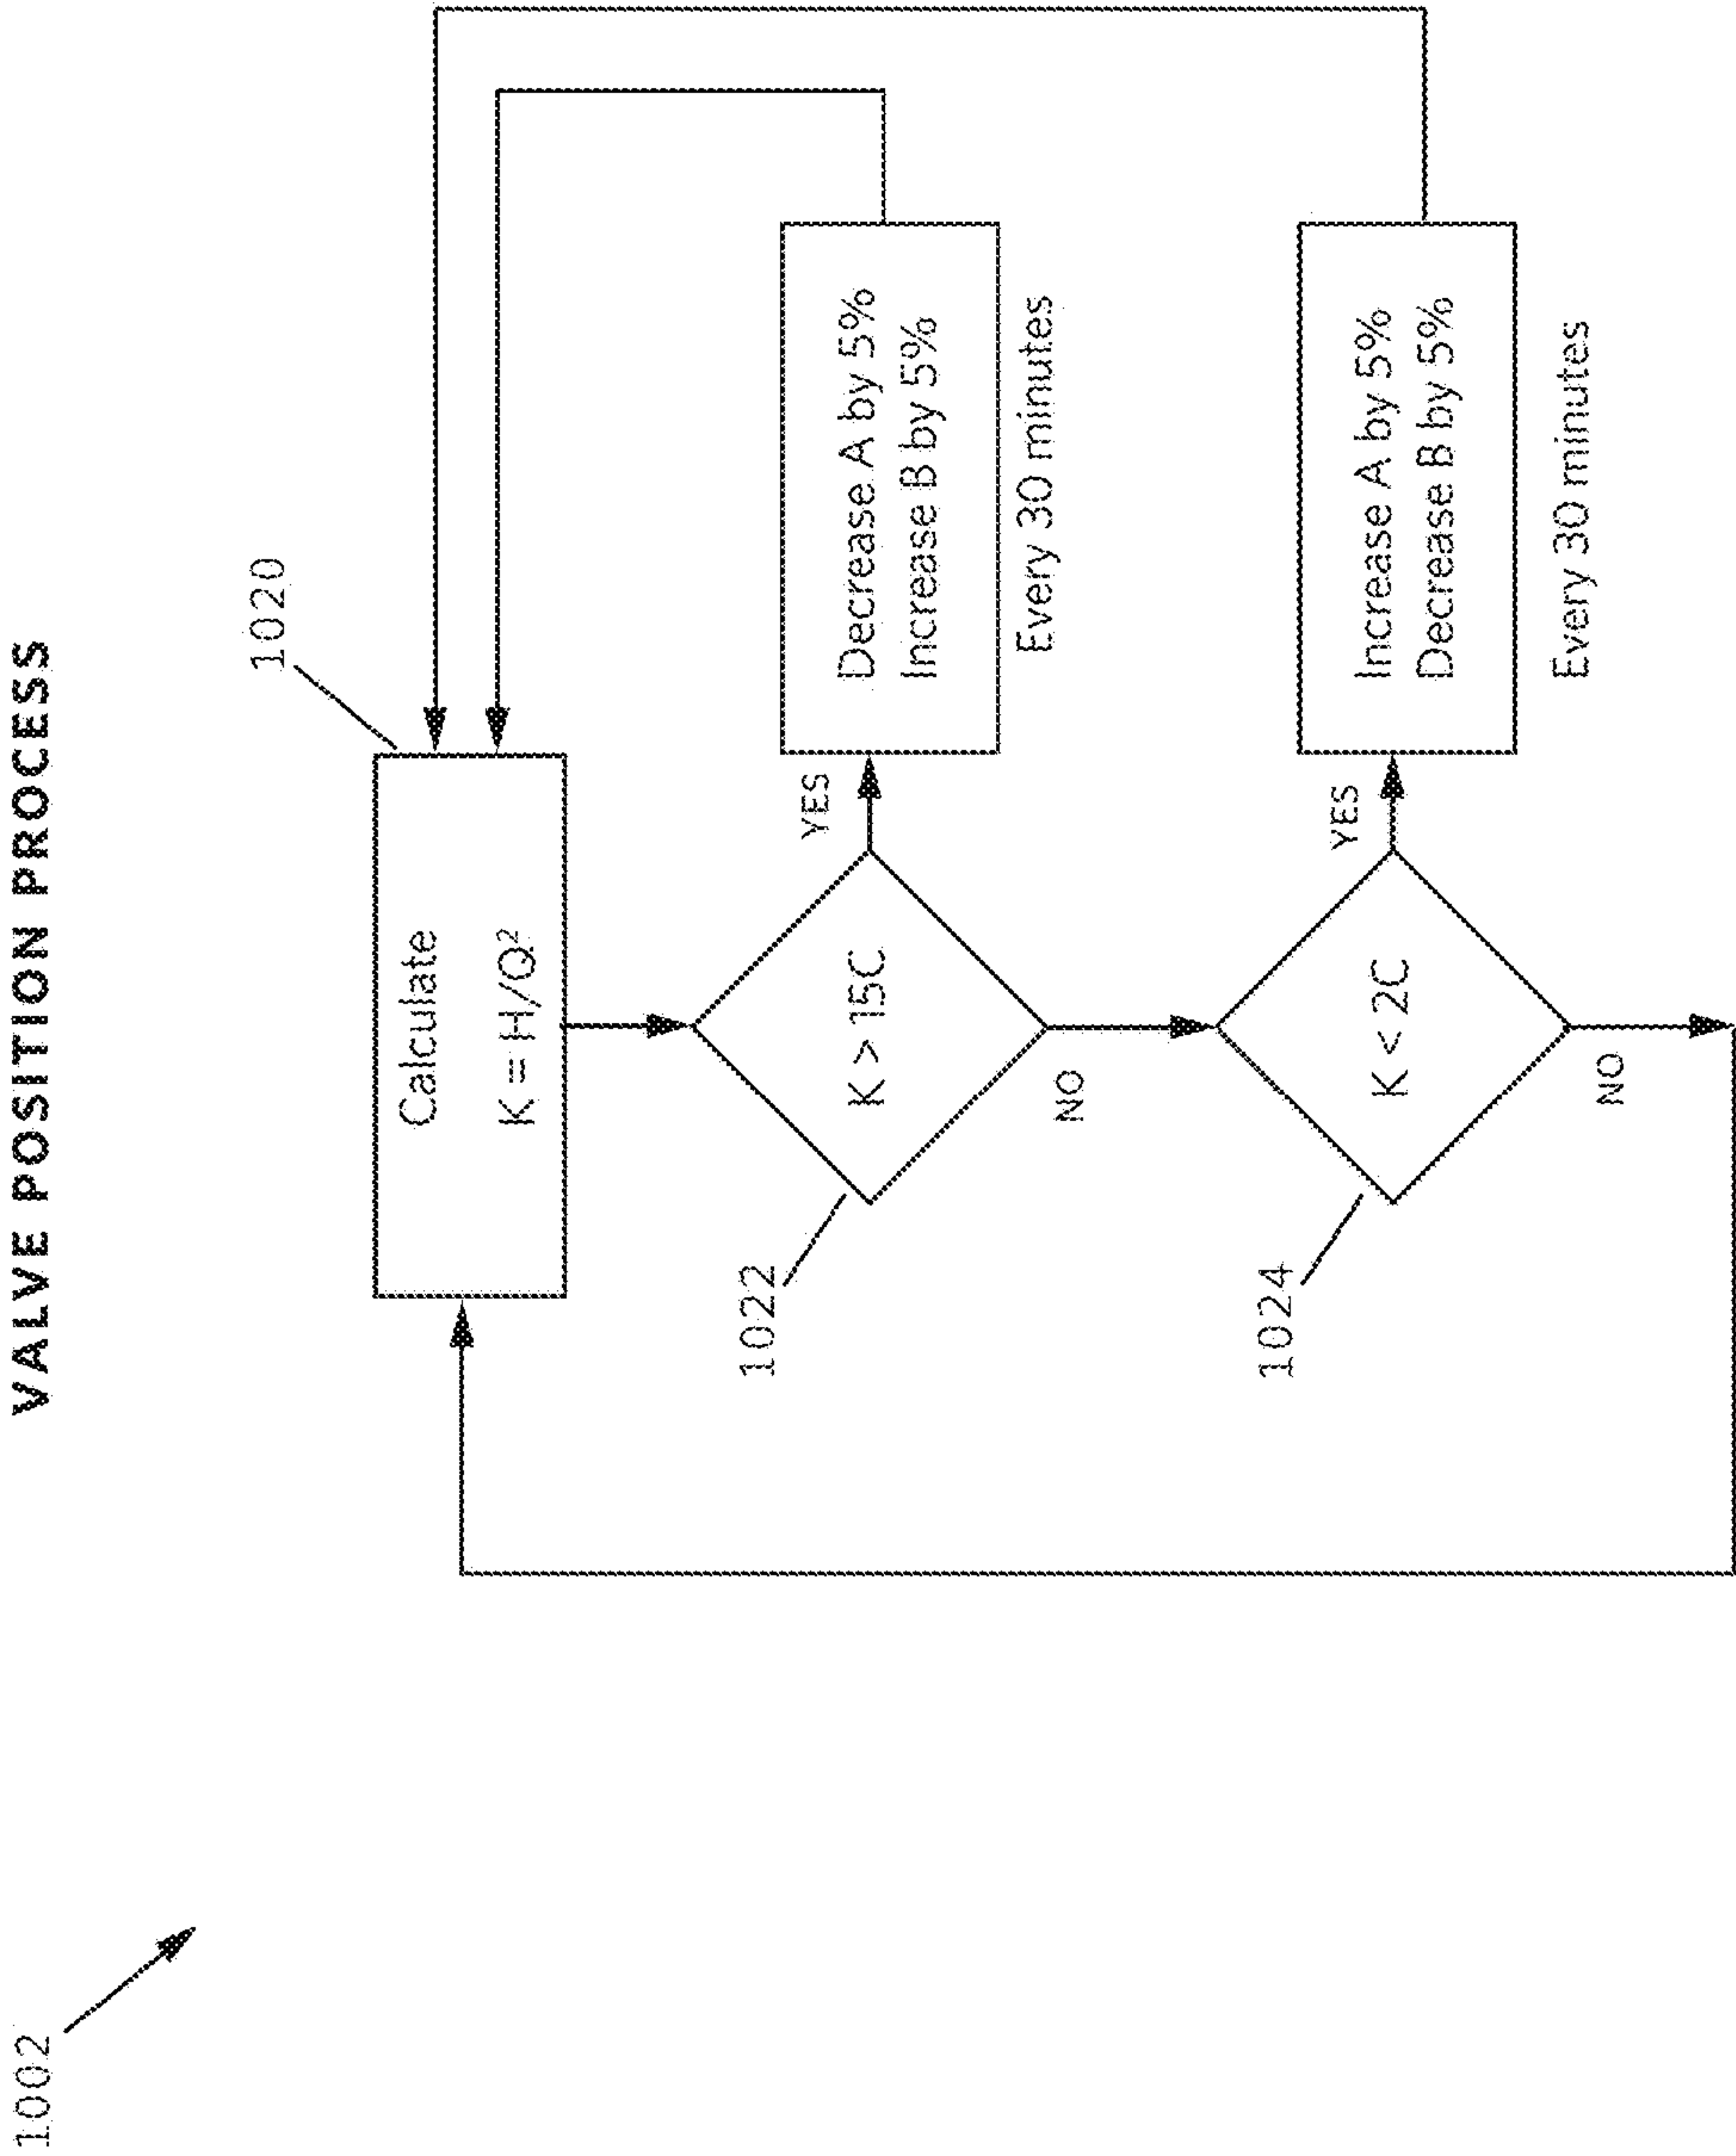 1002
VALVE POSITION PROCESS
1020
Calculate
K = H/Q²
1022
K > 15C
YES
Decrease A by 5%
Increase B by 5%
Every 30 minutes
NO
1024
K < 2C
YES
Increase A by 5%
Decrease B by 5%
Every 30 minutes
NO